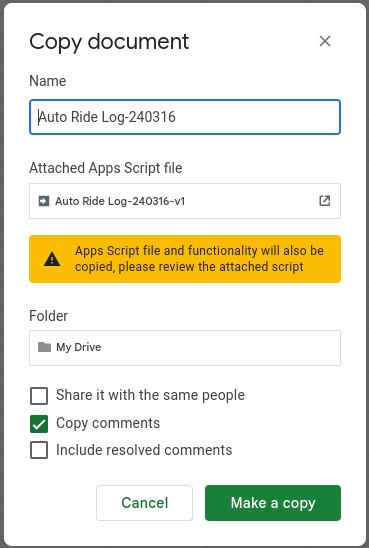 Copy document
Name
Auto Ride Log-240316
Attached Apps Script file
Auto Ride Log-240316-v1
Apps Script file and functionality will also be
copied, please review the attached script
Folder
My Drive
Share it with the same people
Copy comments
Include resolved comments
Cancel
Make a copy